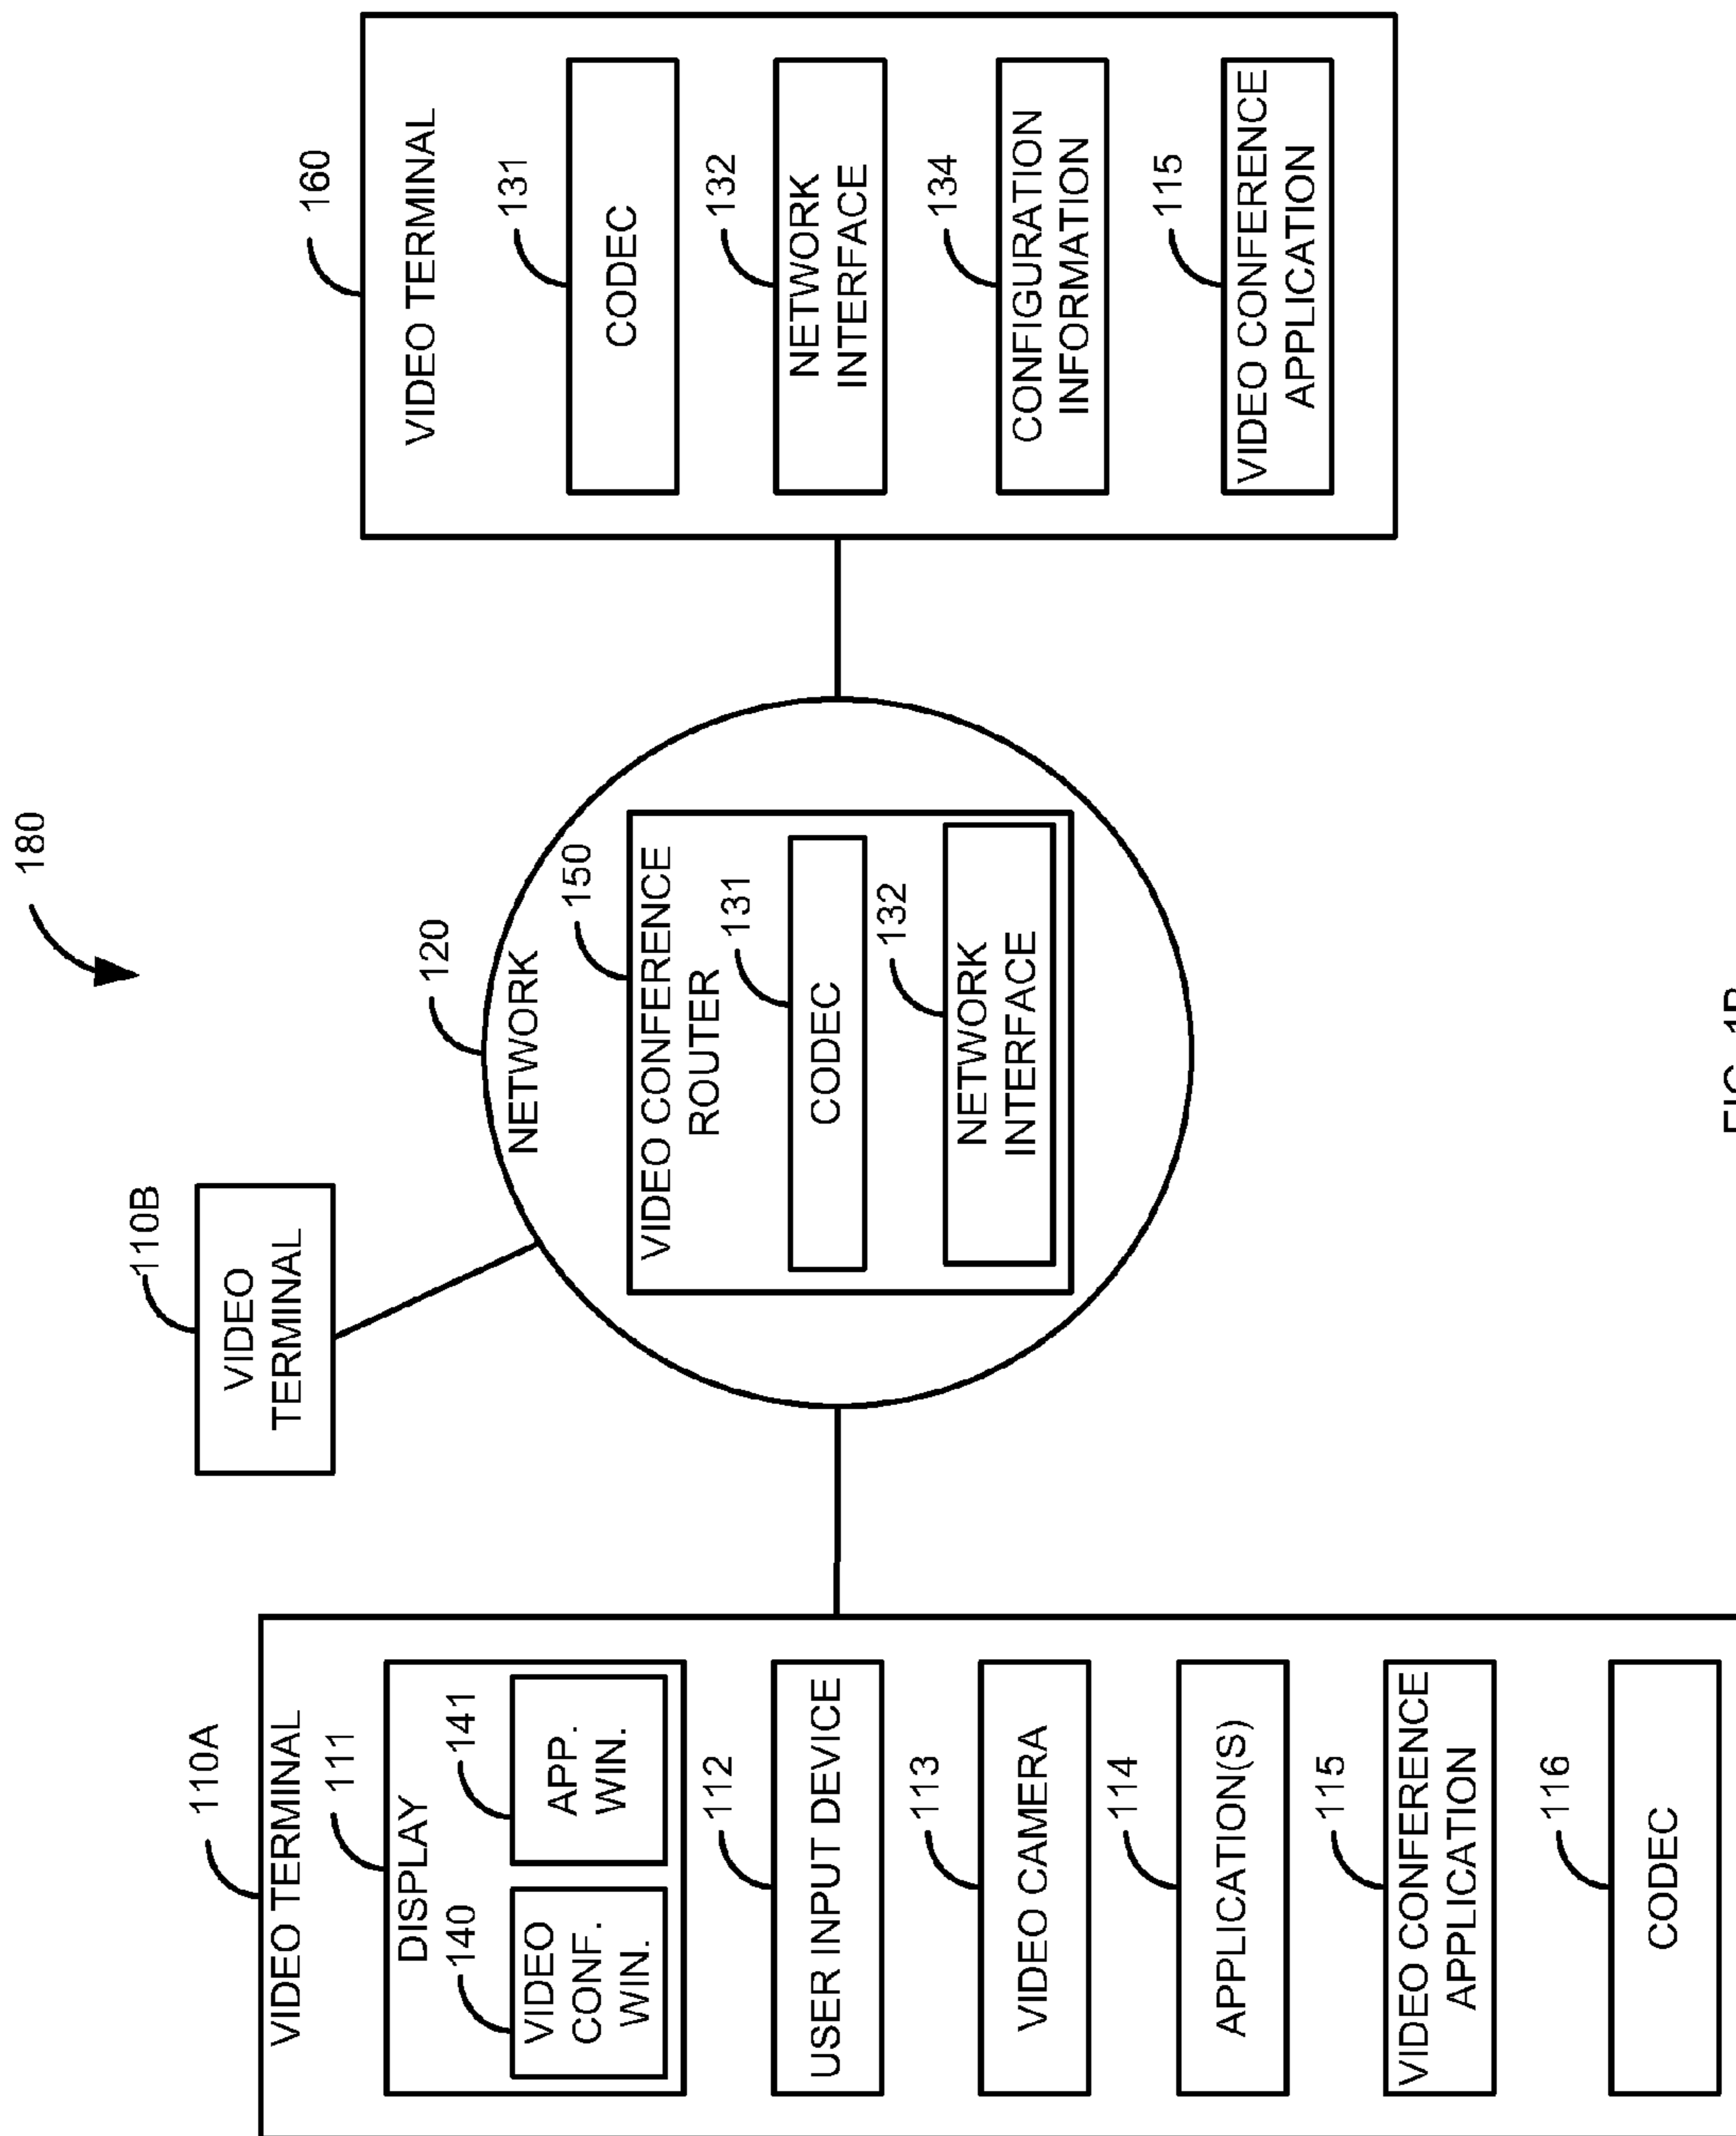 180
110A
VIDEO TERMINAL
111
DISPLAY
140
VIDEO
CONF.
WIN.
141
APP.
WIN.
112
USER INPUT DEVICE
113
VIDEO CAMERA
114
APPLICATION(S)
115
VIDEO CONFERENCE
APPLICATION
116
CODEC
110B
VIDEO
TERMINAL
120
NETWORK
150
VIDEO CONFERENCE
ROUTER
131
CODEC
132
NETWORK
INTERFACE
160
VIDEO TERMINAL
131
CODEC
132
NETWORK
INTERFACE
134
CONFIGURATION
INFORMATION
115
VIDEO CONFERENCE
APPLICATION
FIG.